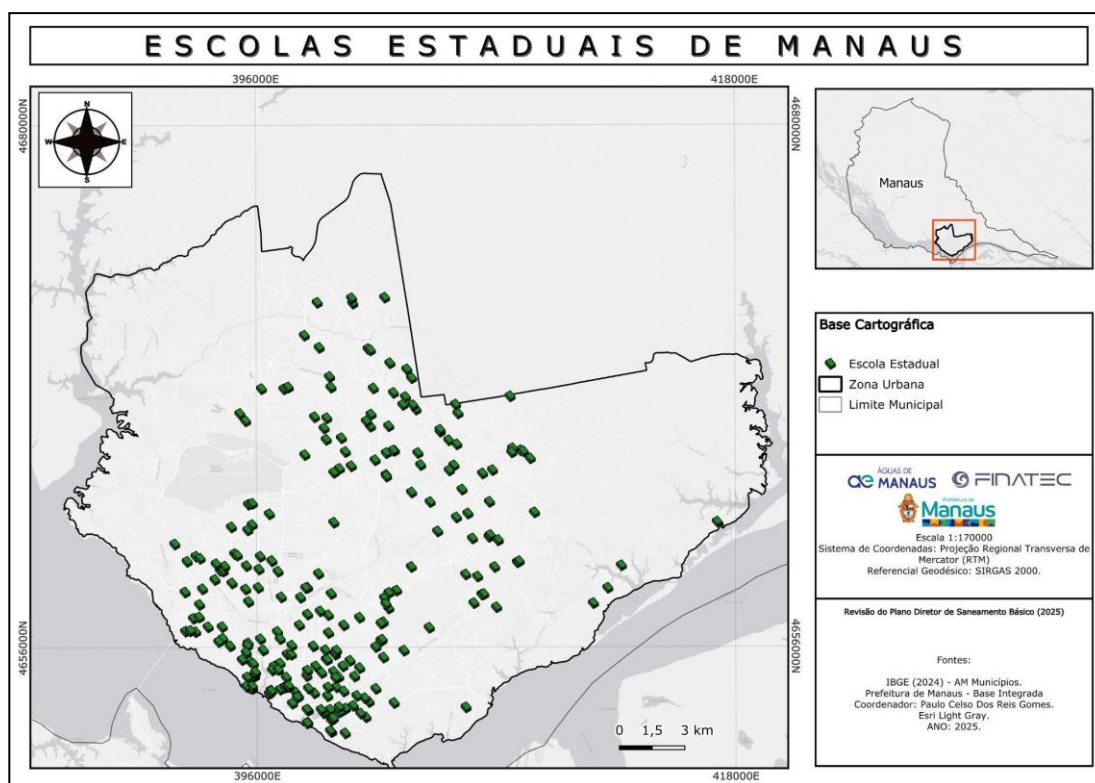 ESCOLAS ESTADUAIS DE MANAUS
396000E
418000E
4680000N
4680000N
N
W
E
S
4656000N
4656000N
0 1,5 3 km
396000E
418000E
Manaus
Base Cartográfica
Escola Estadual
Zona Urbana
Limite Municipal
ÁGUAS DE
MANAUS
FINATEC
Prefeitura de
Manaus
Escala 1:170000
Sistema de Coordenadas: Projeção Regional Transversa de
Mercator (RTM)
Referencial Geodésico: SIRGAS 2000.
Revisão do Plano Diretor de Saneamento Básico (2025)
Fontes:
IBGE (2024) - AM Municípios.
Prefeitura de Manaus - Base Integrada
Coordenador: Paulo Celso Dos Reis Gomes.
Esri Light Gray.
ANO: 2025.